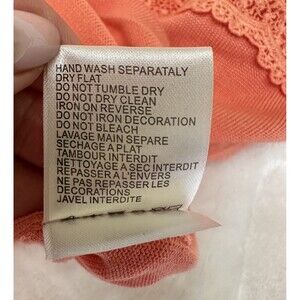 HAND WASH SEPARATALY
DRY FLAT
DO NOT TUMBLE DRY
DO NOT DRY CLEAN
IRON ON REVERSE
DO NOT IRON DECORATION
DO NOT BLEACH
LAVAGE MAIN SEPARE
SECHAGE A PLAT
TAMBOUR INTERDIT
NETTOYAGE A SEC INTERDIT
REPASSER A L'ENVERS
NE PAS REPASSER LES
DECORATIONS
JAVEL INTERDITE